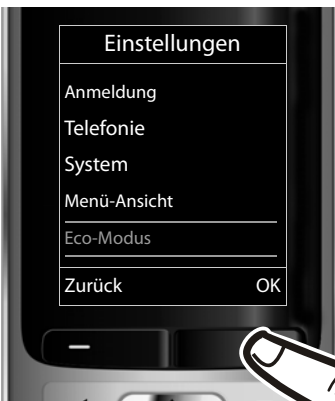 Einstellungen
Anmeldung
Telefonie
System
Menü-Ansicht
Eco-Modus
Zurück OK